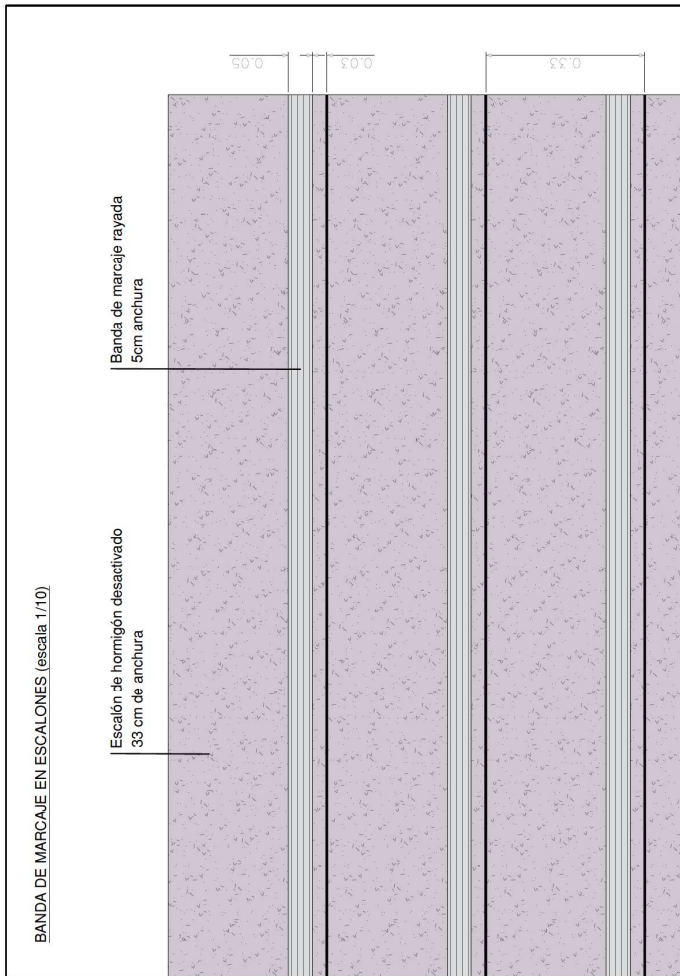 BANDA DE MARCAJE EN ESCALONES (escala 1/10)
Escalón de hormigón desactivado
33 cm de anchura
Banda de marcaje rayada
5cm anchura
0.05
0.03
0.33